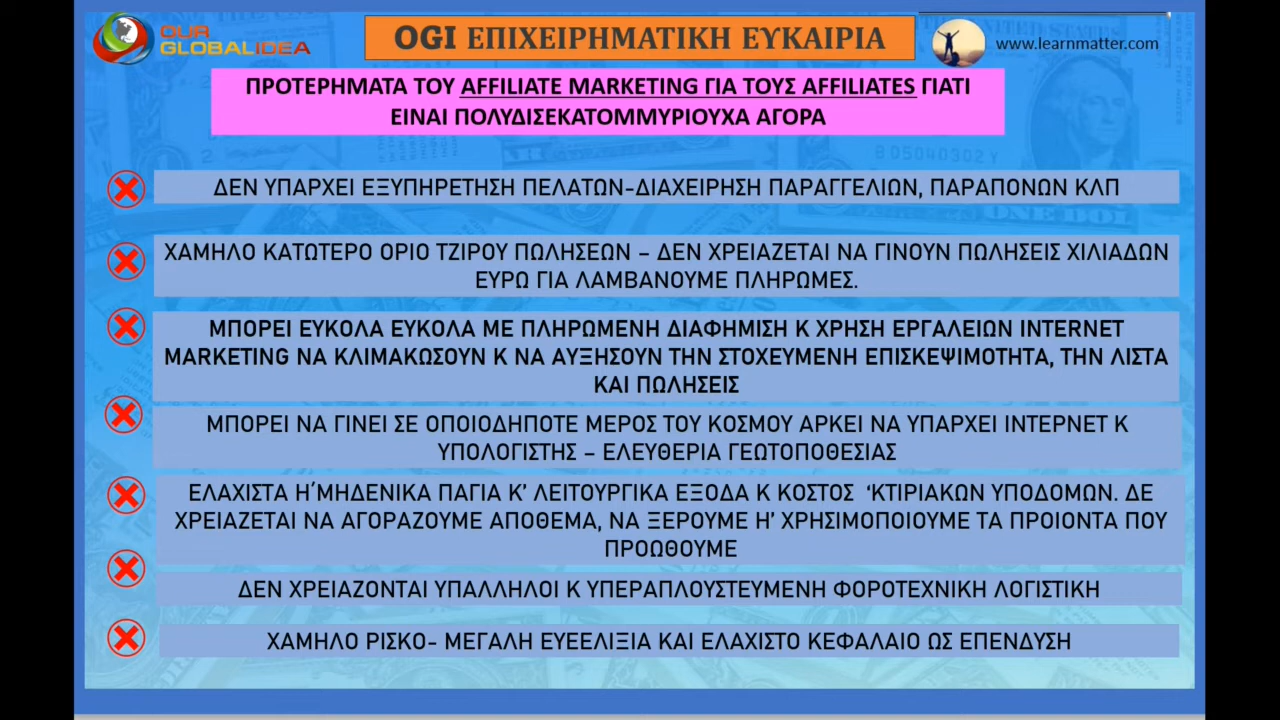 OUR
GLOBALIDEA
OGI ΕΠΙΧΕΙΡΗΜΑΤΙΚΗ ΕΥΚΑΙΡΙΑ
www.learnmatter.com
ΠΡΟΤΕΡΗΜΑΤΑ ΤΟΥ AFFILIATE MARKETING ΓΙΑ ΤΟΥΣ AFFILIATES ΓΙΑΤΙ
ΕΙΝΑΙ ΠΟΛΥΔΙΣΕΚΑΤΟΜΜΥΡΙΟΥΧΑ ΑΓΟΡΑ
B 05040302 Y
ONE DOL
ΔΕΝ ΥΠΑΡΧΕΙ ΕΞΥΠΗΡΕΤΗΣΗ ΠΕΛΑΤΩΝ-ΔΙΑΧΕΙΡΗΣΗ ΠΑΡΑΓΓΕΛΙΩΝ, ΠΑΡΑΠΟΝΩΝ ΚΛΠ
ΧΑΜΗΛΟ ΚΑΤΩΤΕΡΟ ΟΡΙΟ ΤΖΙΡΟΥ ΠΩΛΗΣΕΩΝ – ΔΕΝ ΧΡΕΙΑΖΕΤΑΙ ΝΑ ΓΙΝΟΥΝ ΠΩΛΗΣΕΙΣ ΧΙΛΙΑΔΩΝ
ΕΥΡΩ ΓΙΑ ΛΑΜΒΑΝΟΥΜΕ ΠΛΗΡΩΜΕΣ.
ΜΠΟΡΕΙ ΕΥΚΟΛΑ ΕΥΚΟΛΑ ΜΕ ΠΛΗΡΩΜΕΝΗ ΔΙΑΦΗΜΙΣΗ Κ ΧΡΗΣΗ ΕΡΓΑΛΕΙΩΝ INTERNET
MARKETING ΝΑ ΚΛΙΜΑΚΩΣΟΥΝ Κ ΝΑ ΑΥΞΗΣΟΥΝ ΤΗΝ ΣΤΟΧΕΥΜΕΝΗ ΕΠΙΣΚΕΨΙΜΟΤΗΤΑ, ΤΗΝ ΛΙΣΤΑ
ΚΑΙ ΠΩΛΗΣΕΙΣ
ΜΠΟΡΕΙ ΝΑ ΓΙΝΕΙ ΣΕ ΟΠΟΙΟΔΗΠΟΤΕ ΜΕΡΟΣ ΤΟΥ ΚΟΣΜΟΥ ΑΡΚΕΙ ΝΑ ΥΠΑΡΧΕΙ ΙΝΤΕΡΝΕΤ Κ
ΥΠΟΛΟΓΙΣΤΗΣ – ΕΛΕΥΘΕΡΙΑ ΓΕΩΤΟΠΟΘΕΣΙΑΣ
ΕΛΑΧΙΣΤΑ Η΄ΜΗΔΕΝΙΚΑ ΠΑΓΙΑ Κ’ ΛΕΙΤΟΥΡΓΙΚΑ ΕΞΟΔΑ Κ ΚΟΣΤΟΣ ‘ΚΤΙΡΙΑΚΩΝ ΥΠΟΔΟΜΩΝ. ΔΕ
ΧΡΕΙΑΖΕΤΑΙ ΝΑ ΑΓΟΡΑΖΟΥΜΕ ΑΠΟΘΕΜΑ, ΝΑ ΞΕΡΟΥΜΕ Η’ ΧΡΗΣΙΜΟΠΟΙΟΥΜΕ ΤΑ ΠΡΟΙΟΝΤΑ ΠΟΥ
ΠΡΟΩΘΟΥΜΕ
ΔΕΝ ΧΡΕΙΑΖΟΝΤΑΙ ΥΠΑΛΛΗΛΟΙ Κ ΥΠΕΡΑΠΛΟΥΣΤΕΥΜΕΝΗ ΦΟΡΟΤΕΧΝΙΚΗ ΛΟΓΙΣΤΙΚΗ
ΧΑΜΗΛΟ ΡΙΣΚΟ- ΜΕΓΑΛΗ ΕΥΕΕΛΙΞΙΑ ΚΑΙ ΕΛΑΧΙΣΤΟ ΚΕΦΑΛΑΙΟ ΩΣ ΕΠΕΝΔΥΣΗ